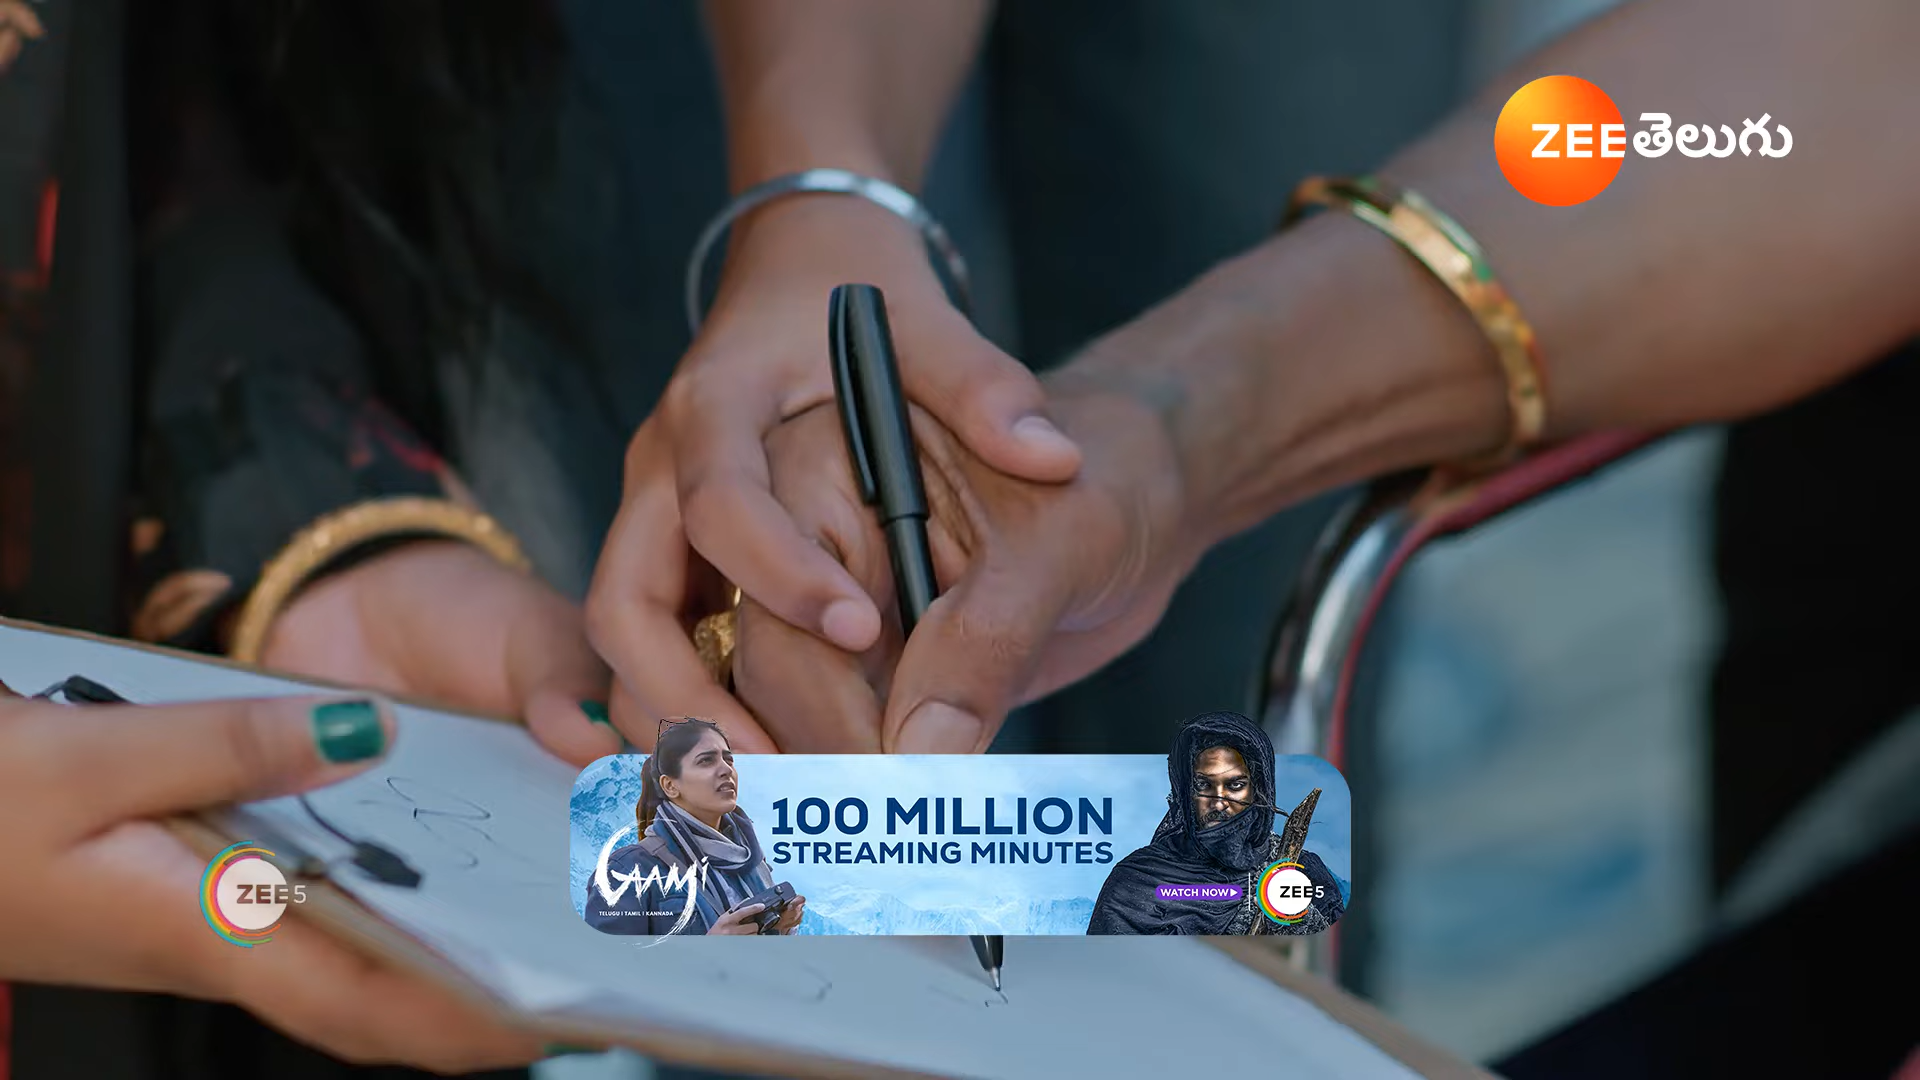 ZEE తెలుగు
100 MILLION
STREAMING MINUTES
GAAMI
TELUGU | TAMIL | KANNADA
WATCH NOW
ZEE5
ZEE5